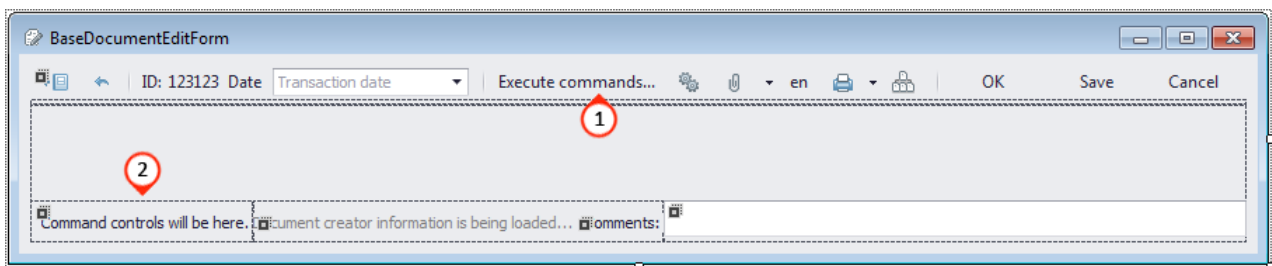 BaseDocumentEditForm
ID: 123123 Date Transaction date Execute commands... en OK Save Cancel
1
2
Command controls will be here. cument creator information is being loaded... omments: